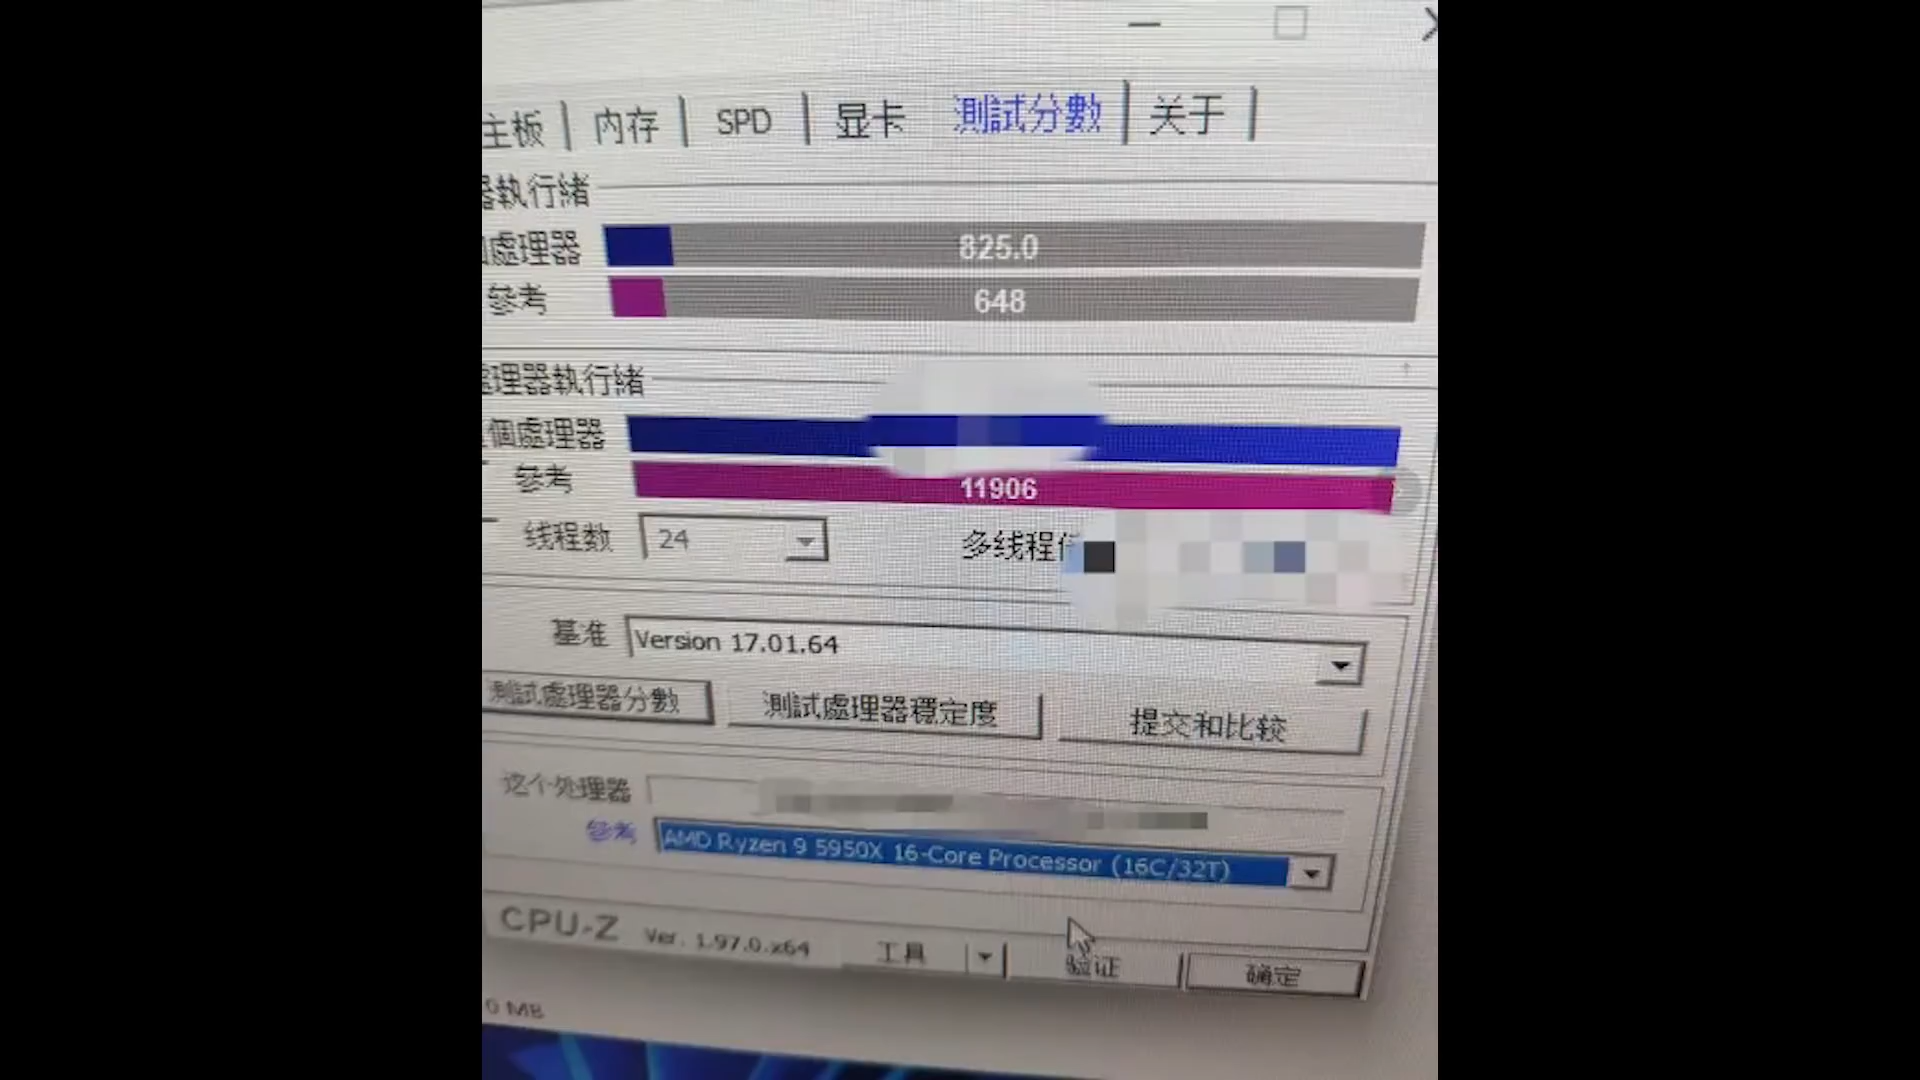 主板 内存 SPD 显卡 測試分數 关于
器執行緒
處理器 825.0
參考 648
處理器執行緒
個處理器
參考 11906
线程数 24 多线程
基准 Version 17.01.64
測試處理器分數 測試處理器穩定度 提交和比较
这个处理器
參考 AMD Ryzen 9 5950X 16-Core Processor (16C/32T)
CPU-Z Ver. 1.97.0.x64 工具 验证 确定
0 MB